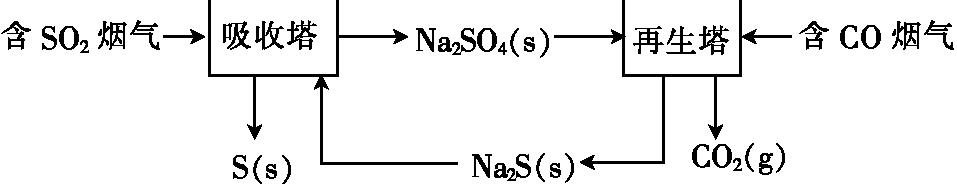 含 SO₂ 烟气 吸收塔 Na₂SO₄(s) 再生塔 含 CO 烟气
S(s) Na₂S(s) CO₂(g)